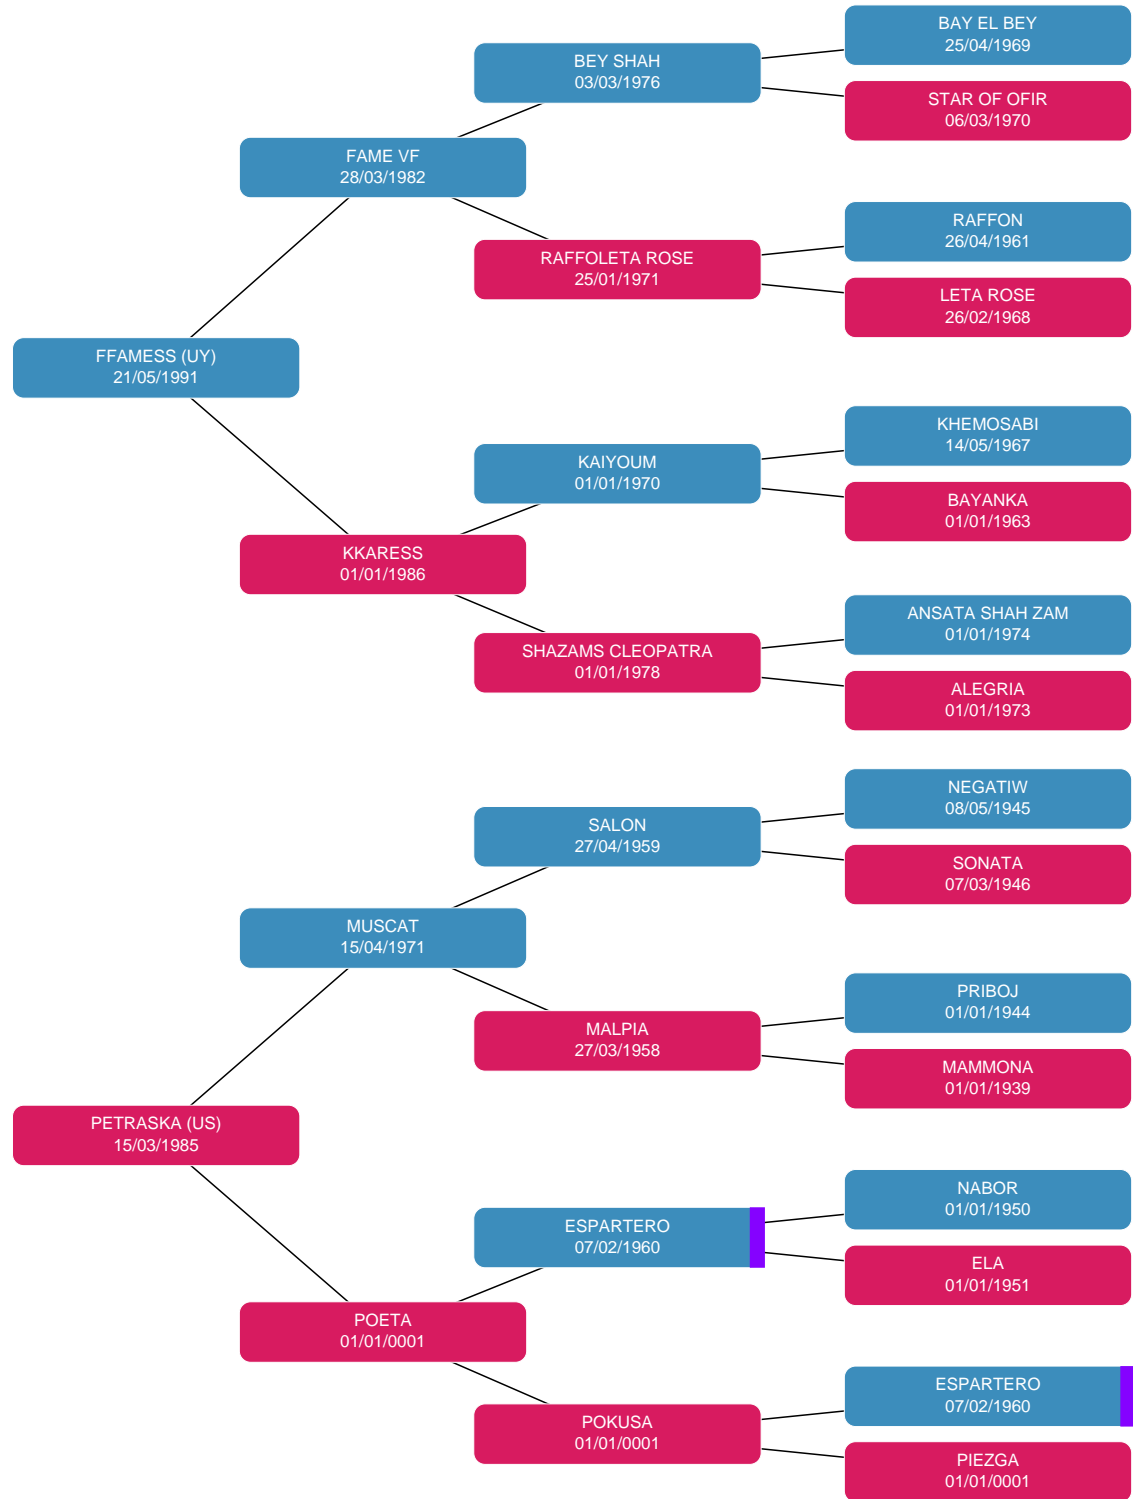 BAY EL BEY
25/04/1969
BEY SHAH
03/03/1976
STAR OF OFIR
06/03/1970
FAME VF
28/03/1982
RAFFON
26/04/1961
RAFFOLETA ROSE
25/01/1971
LETA ROSE
26/02/1968
FFAMESS (UY)
21/05/1991
KHEMOSABI
14/05/1967
KAIYOUM
01/01/1970
BAYANKA
01/01/1963
KKARESS
01/01/1986
ANSATA SHAH ZAM
01/01/1974
SHAZAMS CLEOPATRA
01/01/1978
ALEGRIA
01/01/1973
NEGATIW
08/05/1945
SALON
27/04/1959
SONATA
07/03/1946
MUSCAT
15/04/1971
PRIBOJ
01/01/1944
MALPIA
27/03/1958
MAMMONA
01/01/1939
PETRASKA (US)
15/03/1985
NABOR
01/01/1950
ESPARTERO
07/02/1960
ELA
01/01/1951
POETA
01/01/0001
ESPARTERO
07/02/1960
POKUSA
01/01/0001
PIEZGA
01/01/0001